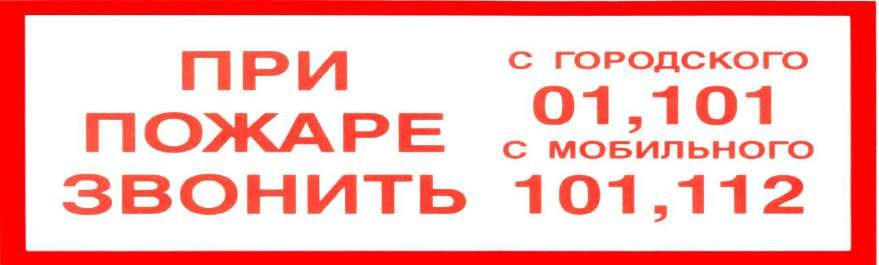 ПРИ
ПОЖАРЕ
ЗВОНИТЬ
С ГОРОДСКОГО
01,101
С МОБИЛЬНОГО
101,112